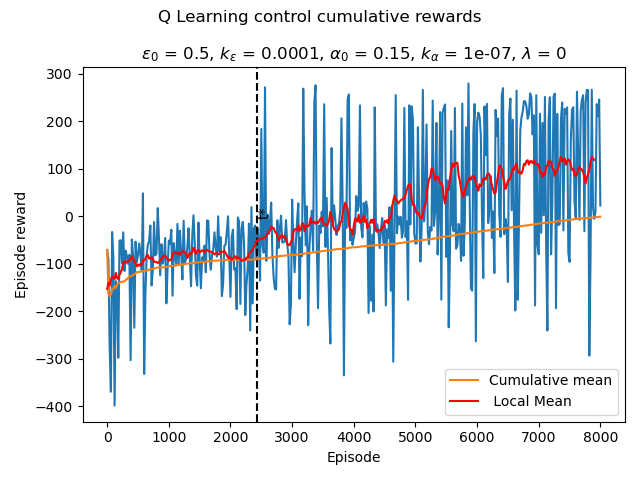 Q Learning control cumulative rewards
ε₀ = 0.5, kε = 0.0001, α₀ = 0.15, kα = 1e-07, λ = 0
300
200
100
0
−100
−200
−300
−400
Episode reward
0
1000
2000
3000
4000
5000
6000
7000
8000
Episode
Cumulative mean
Local Mean